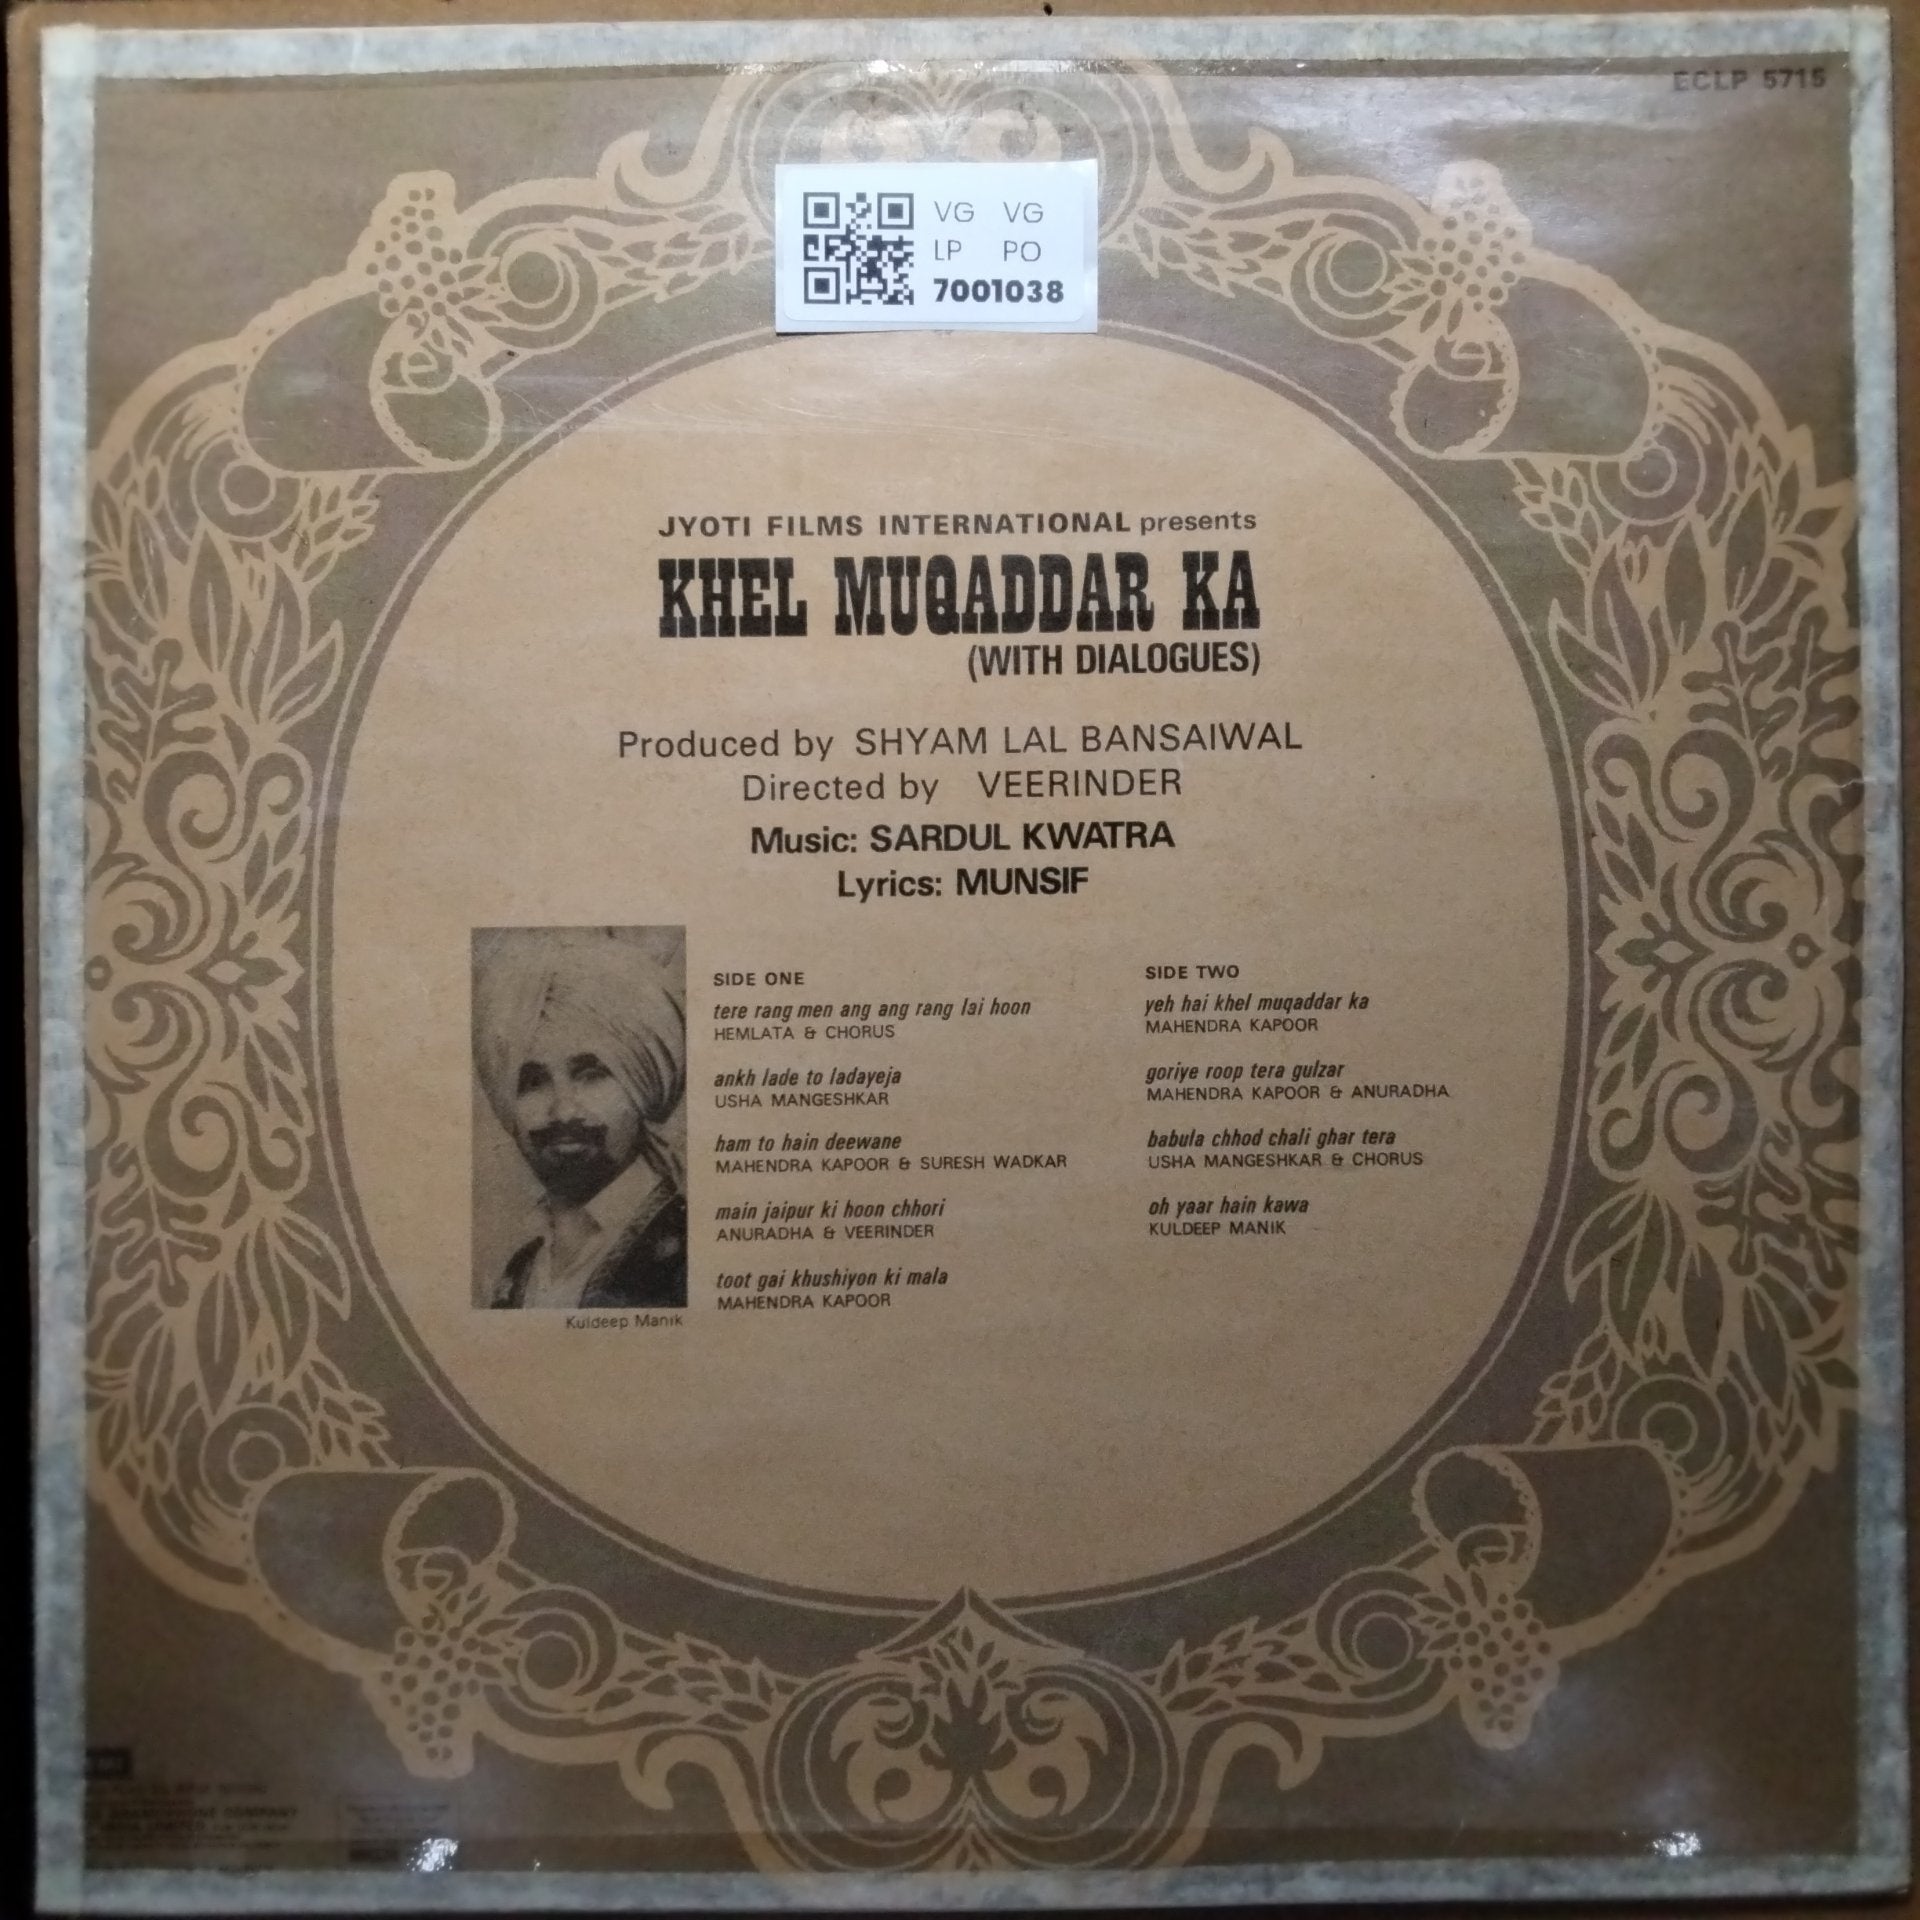 ECLP 5715
VG VG
LP PO
7001038
JYOTI FILMS INTERNATIONAL presents
KHEL MUQADDAR KA
(WITH DIALOGUES)
Produced by SHYAM LAL BANSAIWAL
Directed by VEERINDER
Music: SARDUL KWATRA
Lyrics: MUNSIF
SIDE ONE
tere rang men ang ang rang lai hoon
HEMLATA & CHORUS
ankh lade to ladayeja
USHA MANGESHKAR
ham to hain deewane
MAHENDRA KAPOOR & SURESH WADKAR
main jaipur ki hoon chhori
ANURADHA & VEERINDER
toot gai khushiyon ki mala
MAHENDRA KAPOOR
Kuldeep Manik
SIDE TWO
yeh hai khel muqaddar ka
MAHENDRA KAPOOR
goriye roop tera gulzar
MAHENDRA KAPOOR & ANURADHA
babula chhod chali ghar tera
USHA MANGESHKAR & CHORUS
oh yaar hain kawa
KULDEEP MANIK
GRAMOPHONE COMPANY